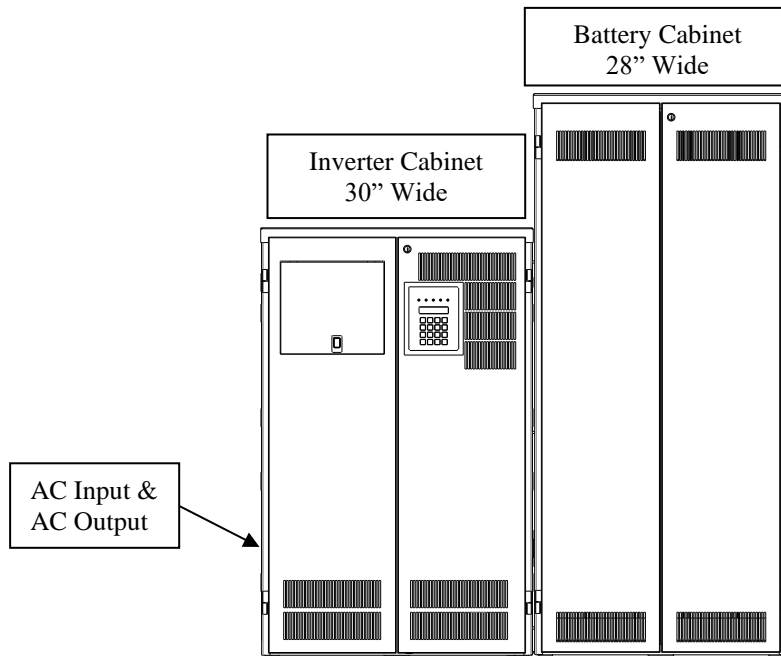 Battery Cabinet
28” Wide
Inverter Cabinet
30” Wide
AC Input &
AC Output